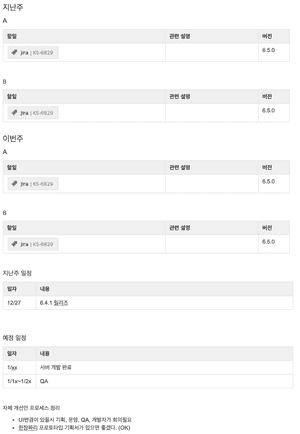 지난주
A
할일 관련 설명 버전
jira | KS-6829 6.5.0
B
할일 관련 설명 버전
jira | KS-6829 6.5.0
이번주
A
할일 관련 설명 버전
jira | KS-6829 6.5.0
B
할일 관련 설명 버전
jira | KS-6829 6.5.0
지난주 일정
일자 내용
12/27 6.4.1 릴리즈
예정 일정
일자 내용
1/yy 서버 개발 완료
1/1x~1/2x QA
자체 개선안 프로세스 정리
UI변경이 있을시 기획, 운영, QA, 개발자가 회의필요
한장짜리 프로토타입 기획서가 있으면 좋겠다. (OK)